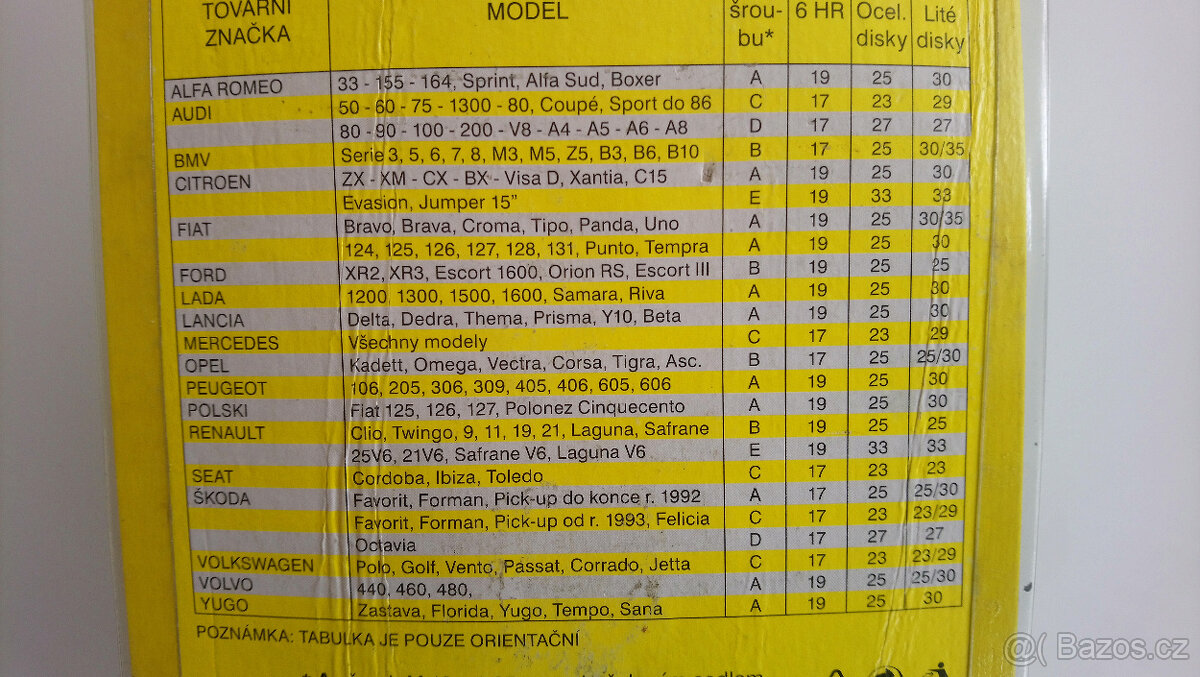 TOVÁRNÍ ZNAČKA MODEL šrou-bu* 6 HR Ocel. disky Lité disky
ALFA ROMEO 33 - 155 - 164, Sprint, Alfa Sud, Boxer A 19 25 30
AUDI 50 - 60 - 75 - 1300 - 80, Coupé, Sport do 86 C 17 23 29
80 - 90 - 100 - 200 - V8 - A4 - A5 - A6 - A8 D 17 27 27
BMV Serie 3, 5, 6, 7, 8, M3, M5, Z5, B3, B6, B10 B 17 25 30/35
CITROEN ZX - XM - CX - BX - Visa D, Xantia, C15 A 19 25 30
Evasion, Jumper 15” E 19 33 33
FIAT Bravo, Brava, Croma, Tipo, Panda, Uno A 19 25 30/35
124, 125, 126, 127, 128, 131, Punto, Tempra A 19 25 30
FORD XR2, XR3, Escort 1600, Orion RS, Escort III B 19 25 25
LADA 1200, 1300, 1500, 1600, Samara, Riva A 19 25 30
LANCIA Delta, Dedra, Thema, Prisma, Y10, Beta A 19 25 30
MERCEDES Všechny modely C 17 23 29
OPEL Kadett, Omega, Vectra, Corsa, Tigra, Asc. B 17 25 25/30
PEUGEOT 106, 205, 306, 309, 405, 406, 605, 606 A 19 25 30
POLSKI Fiat 125, 126, 127, Polonez Cinquecento A 19 25 30
RENAULT Clio, Twingo, 9, 11, 19, 21, Laguna, Safrane B 19 25 25
25V6, 21V6, Safrane V6, Laguna V6 E 19 33 33
SEAT Cordoba, Ibiza, Toledo C 17 23 23
ŠKODA Favorit, Forman, Pick-up do konce r. 1992 A 17 25 25/30
Favorit, Forman, Pick-up od r. 1993, Felicia C 17 23 23/29
Octavia D 17 27 27
VOLKSWAGEN Polo, Golf, Vento, Passat, Corrado, Jetta C 17 23 23/29
VOLVO 440, 460, 480, A 19 25 25/30
YUGO Zastava, Florida, Yugo, Tempo, Sana A 19 25 30
POZNÁMKA: TABULKA JE POUZE ORIENTAČNÍ
@( Bazos.cz